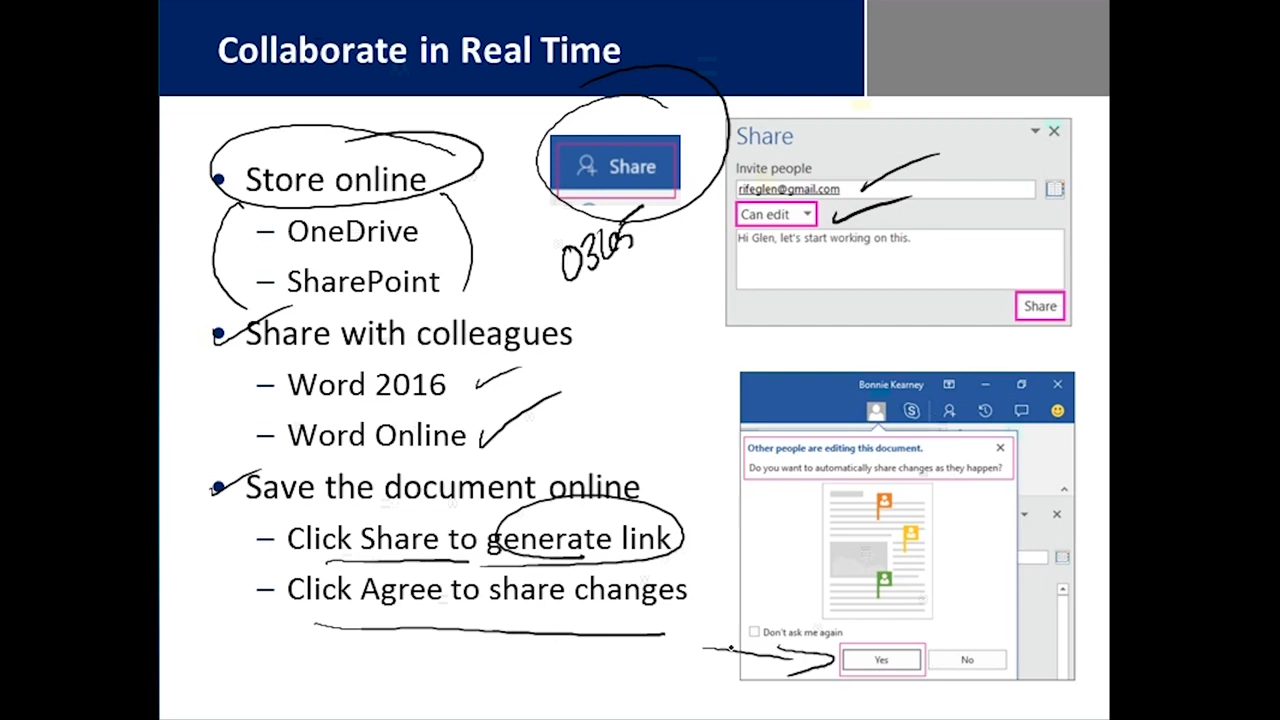 Collaborate in Real Time
• Store online
– OneDrive
– SharePoint
• Share with colleagues
– Word 2016
– Word Online
• Save the document online
– Click Share to generate link
– Click Agree to share changes
Share
O365
Share
Invite people
rifeglen@gmail.com
Can edit
Hi Glen, let's start working on this.
Share
Bonnie Kearney
Other people are editing this document.
Do you want to automatically share changes as they happen?
Don't ask me again
Yes No